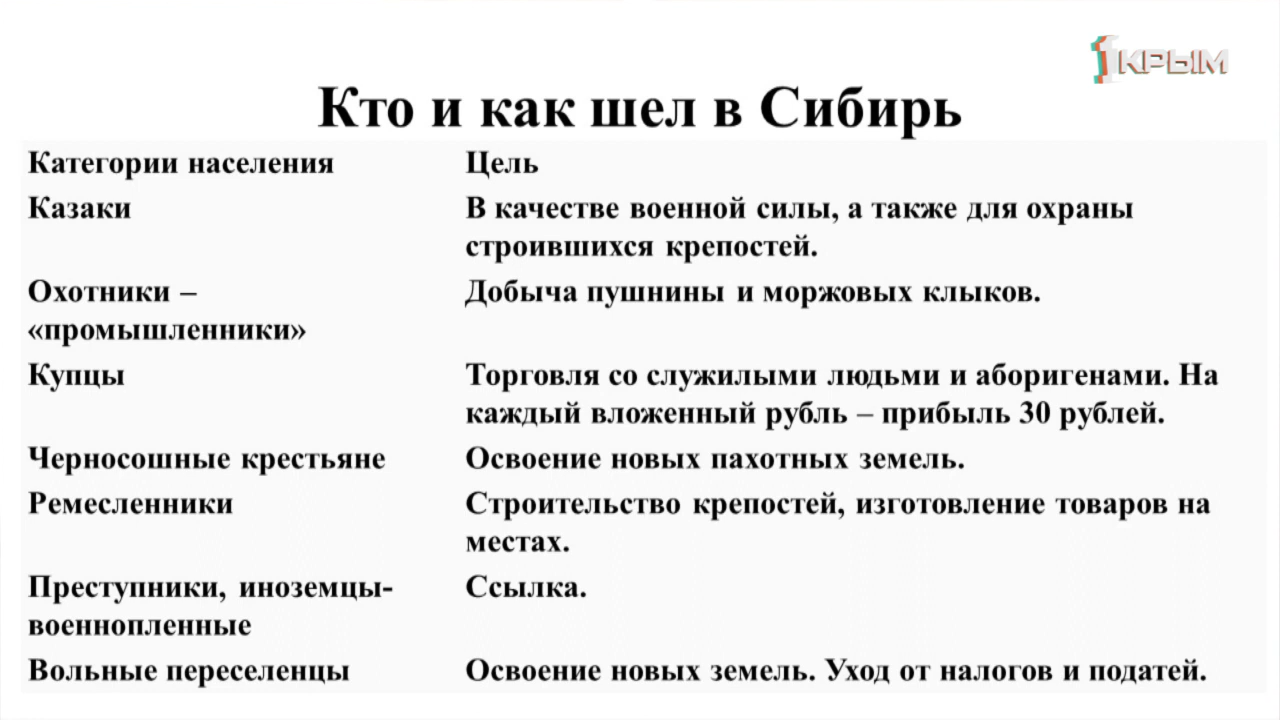 1КРЫМ
Кто и как шел в Сибирь
Категории населения
Цель
Казаки
В качестве военной силы, а также для охраны
строившихся крепостей.
Охотники –
«промышленники»
Добыча пушнины и моржовых клыков.
Купцы
Торговля со служилыми людьми и аборигенами. На
каждый вложенный рубль – прибыль 30 рублей.
Черносошные крестьяне
Освоение новых пахотных земель.
Ремесленники
Строительство крепостей, изготовление товаров на
местах.
Преступники, иноземцы-
военнопленные
Ссылка.
Вольные переселенцы
Освоение новых земель. Уход от налогов и податей.